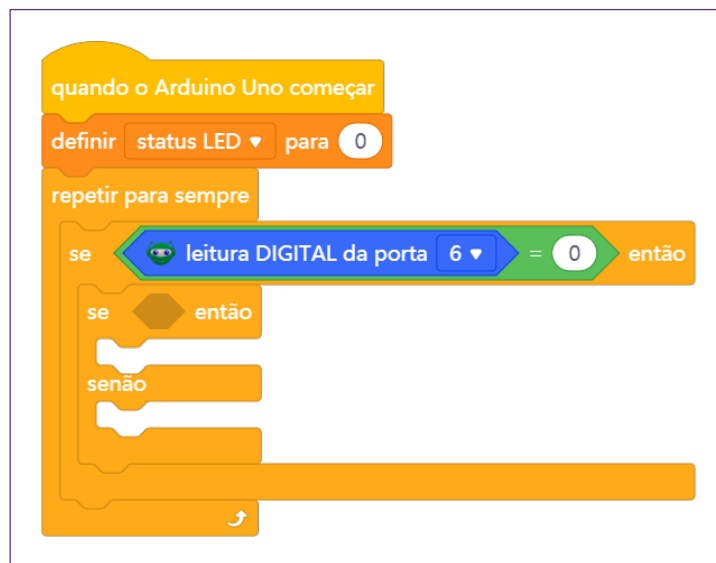 quando o Arduino Uno começar
definir status LED para 0
repetir para sempre
se leitura DIGITAL da porta 6 = 0 então
se então
senão